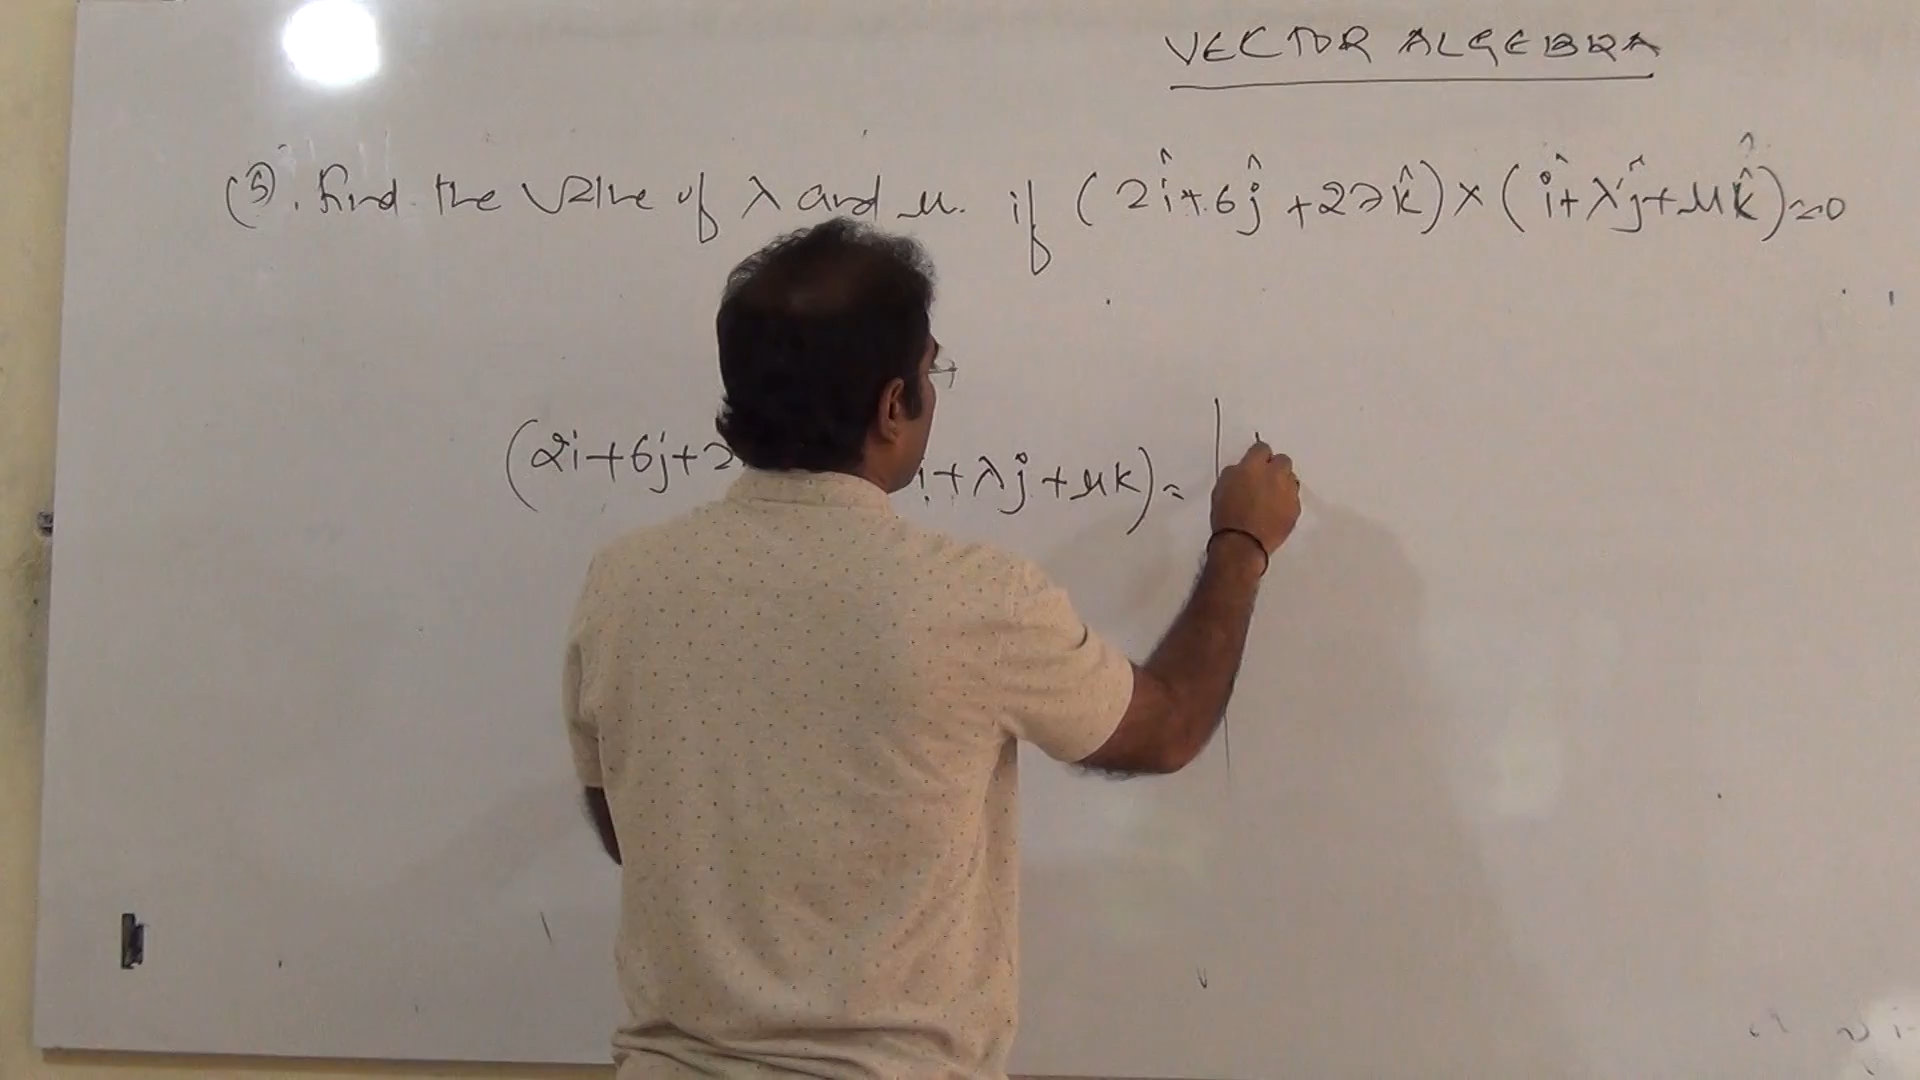 VECTOR ALGEBRA
(5). Find the value of λ and μ. if (2î+6ĵ+27k̂)×(î+λĵ+μk̂)=0
(2i+6j+2 i+λj+μk)=